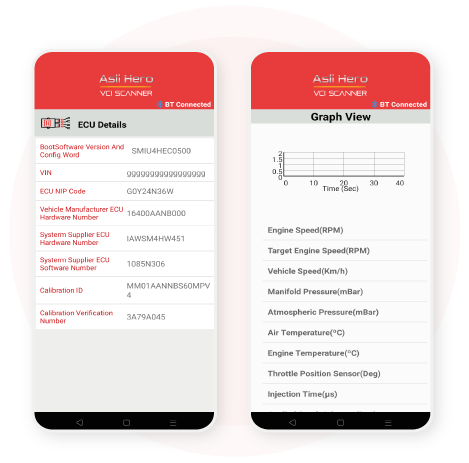 Asli Hero
VCI SCANNER
BT Connected
ECU Details
BootSoftware Version And
Config Word
SMIU4HEC0500
VIN
ggggggggggggggggg
ECU NIP Code
G0Y24N36W
Vehicle Manufacturer ECU
Hardware Number
16400AANB000
Systerm Supplier ECU
Hardware Number
IAWSM4HW451
Systerrn Supplier ECU
Software Number
1085N306
Calibration ID
MM01AANNBS60MPV
4
Calibration Verification
Number
3A79A045
Asli Hero
VCI SCANNER
BT Connected
Graph View
2
1.5
1
0.5
0
0 10 20 30 40
Time (Sec)
Engine Speed(RPM)
Target Engine Speed(RPM)
Vehicle Speed(Km/h)
Manifold Pressure(mBar)
Atmospheric Pressure(mBar)
Air Temperature(°C)
Engine Temperature(°C)
Throttle Position Sensor(Deg)
Injection Time(μs)